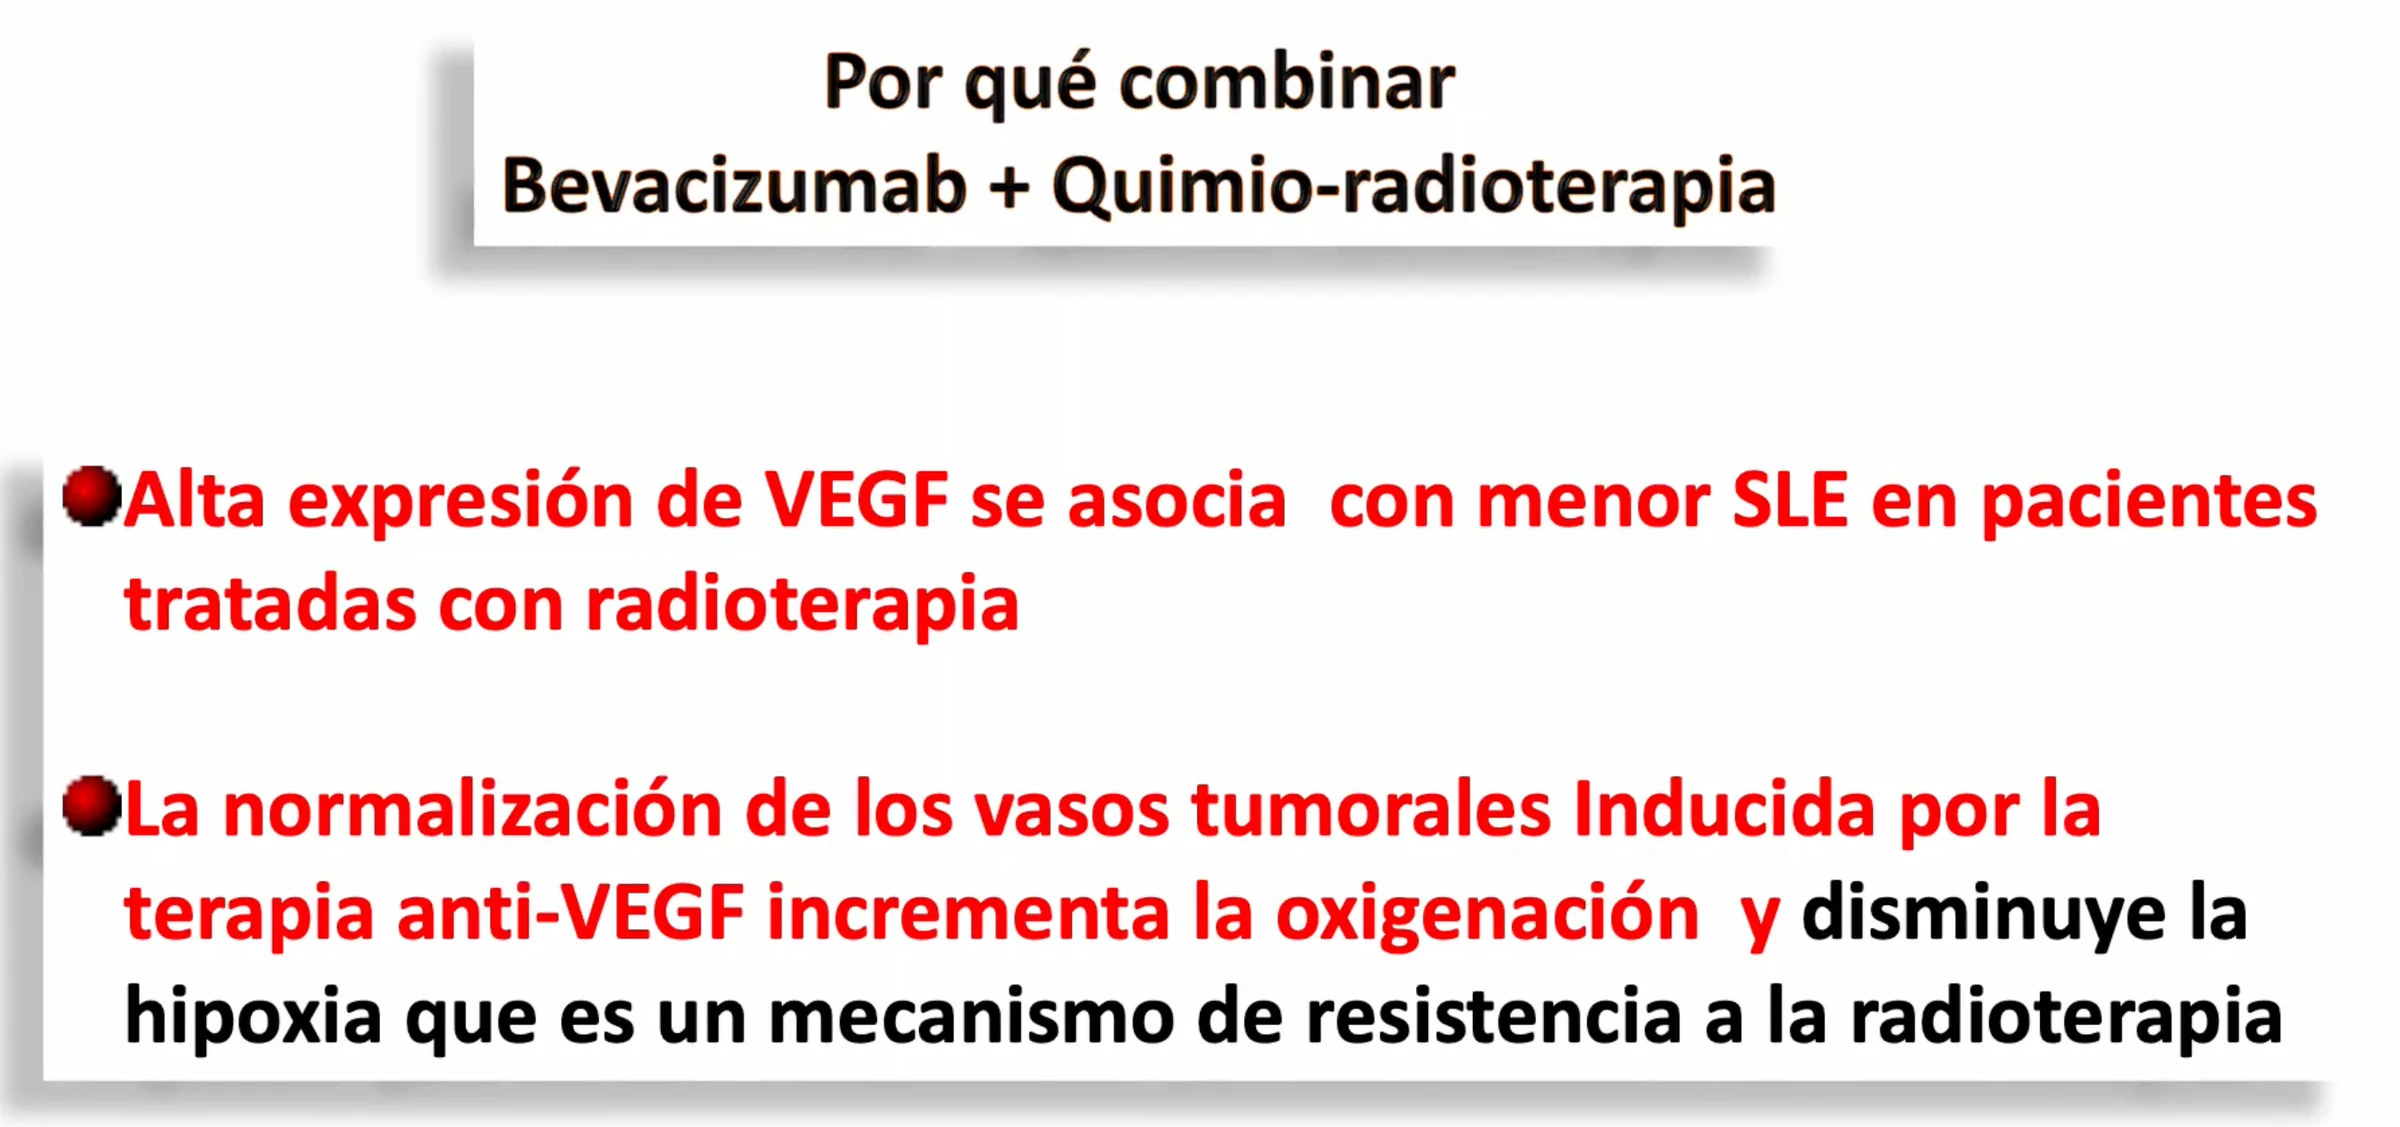 Por qué combinar
Bevacizumab + Quimio-radioterapia
Alta expresión de VEGF se asocia  con menor SLE en pacientes
tratadas con radioterapia
La normalización de los vasos tumorales Inducida por la
terapia anti-VEGF incrementa la oxigenación  y disminuye la
hipoxia que es un mecanismo de resistencia a la radioterapia